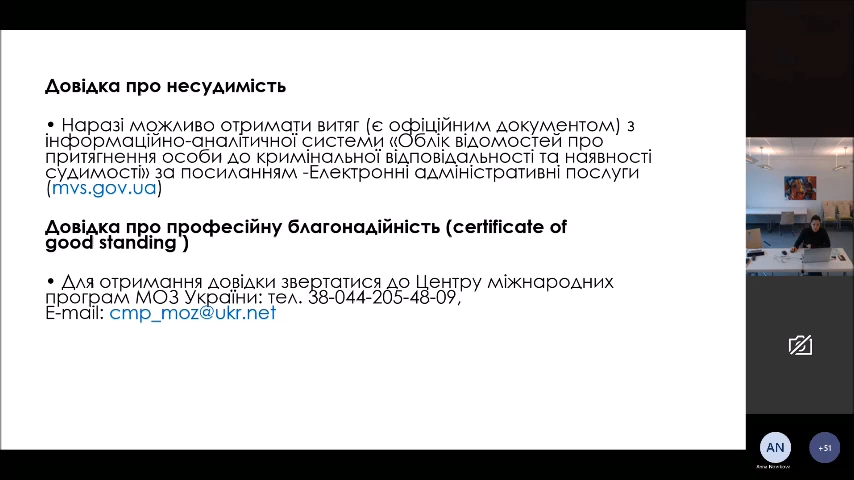 Довідка про несудимість
• Наразі можливо отримати витяг (є офіційним документом) з
інформаційно-аналітичної системи «Облік відомостей про
притягнення особи до кримінальної відповідальності та наявності
судимості» за посиланням -Електронні адміністративні послуги
(mvs.gov.ua)
Довідка про професійну благонадійність (certificate of
good standing )
• Для отримання довідки звертатися до Центру міжнародних
програм МОЗ України: тел. 38-044-205-48-09,
E-mail: cmp_moz@ukr.net
AN
+51
Anna Novikova